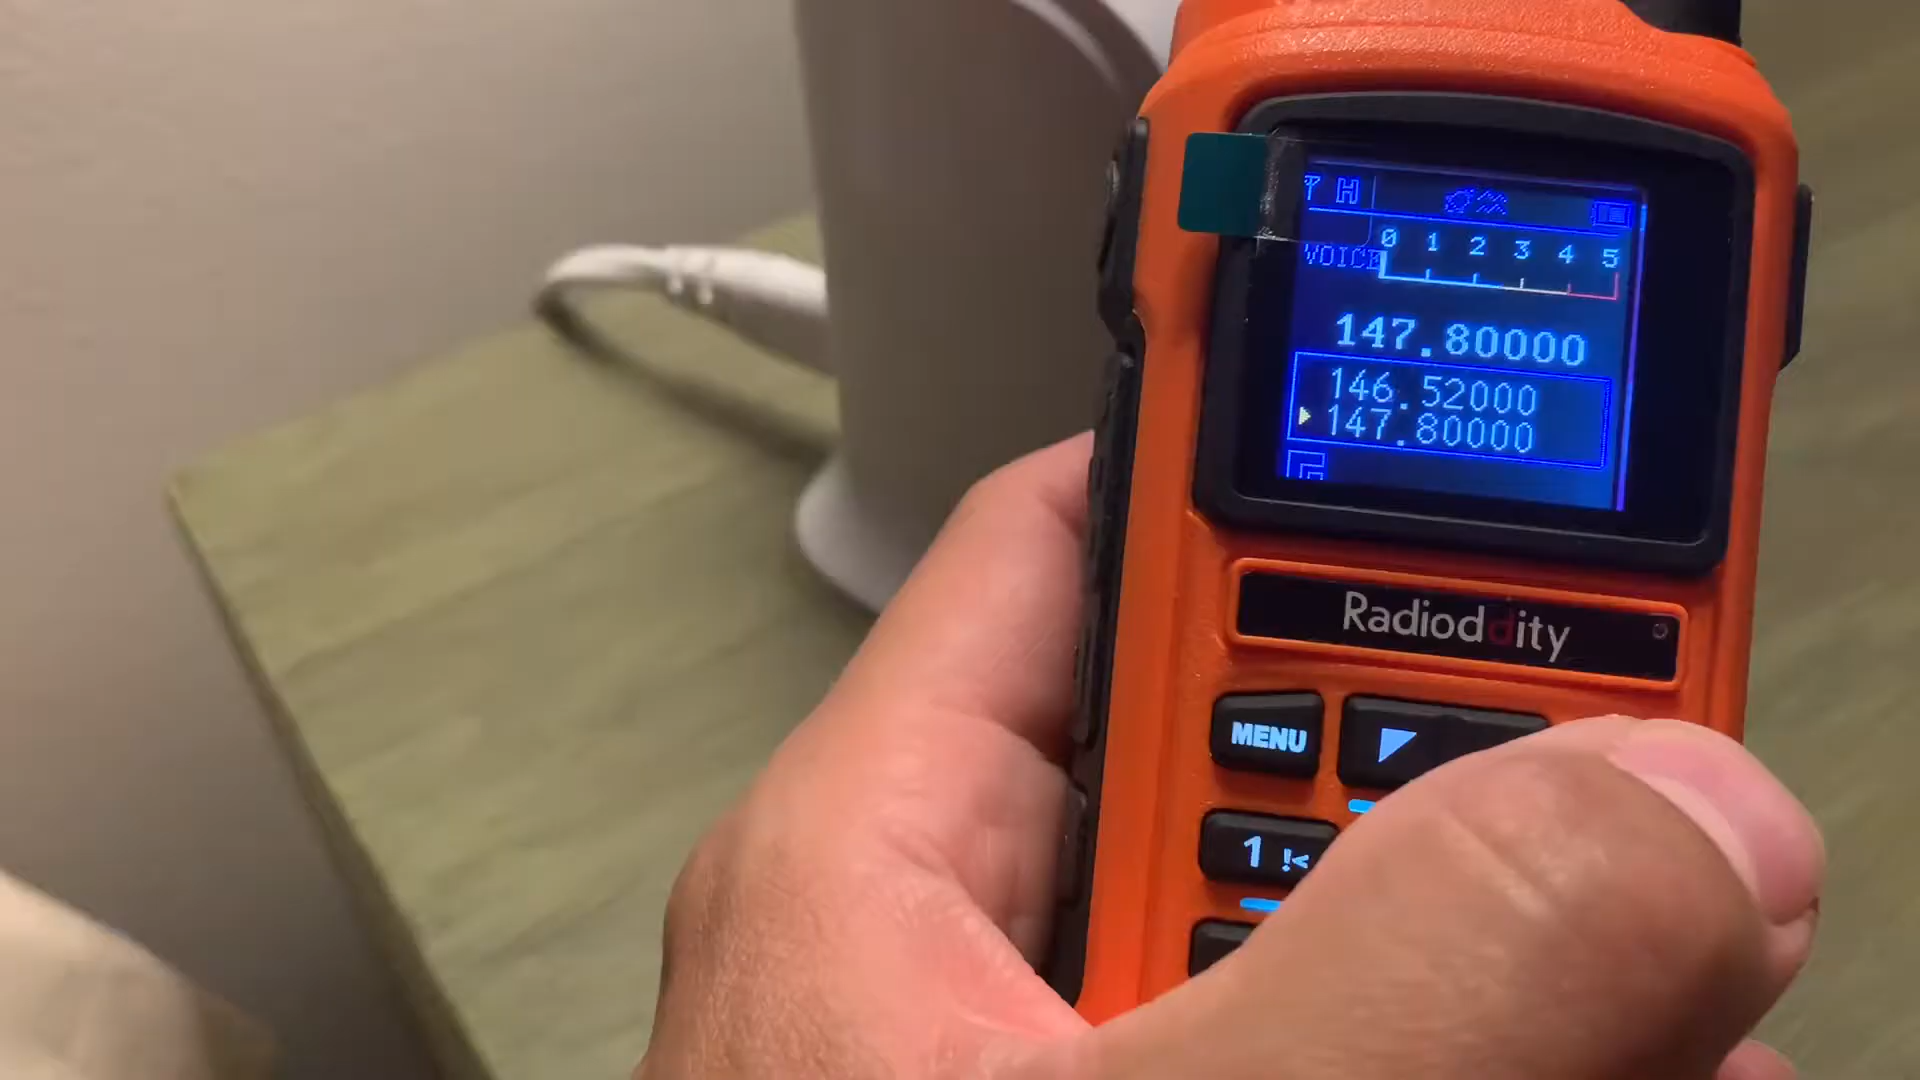 H
0 1 2 3 4 5
VOICE
147.80000
146.52000
147.80000
Radioddity
MENU
1